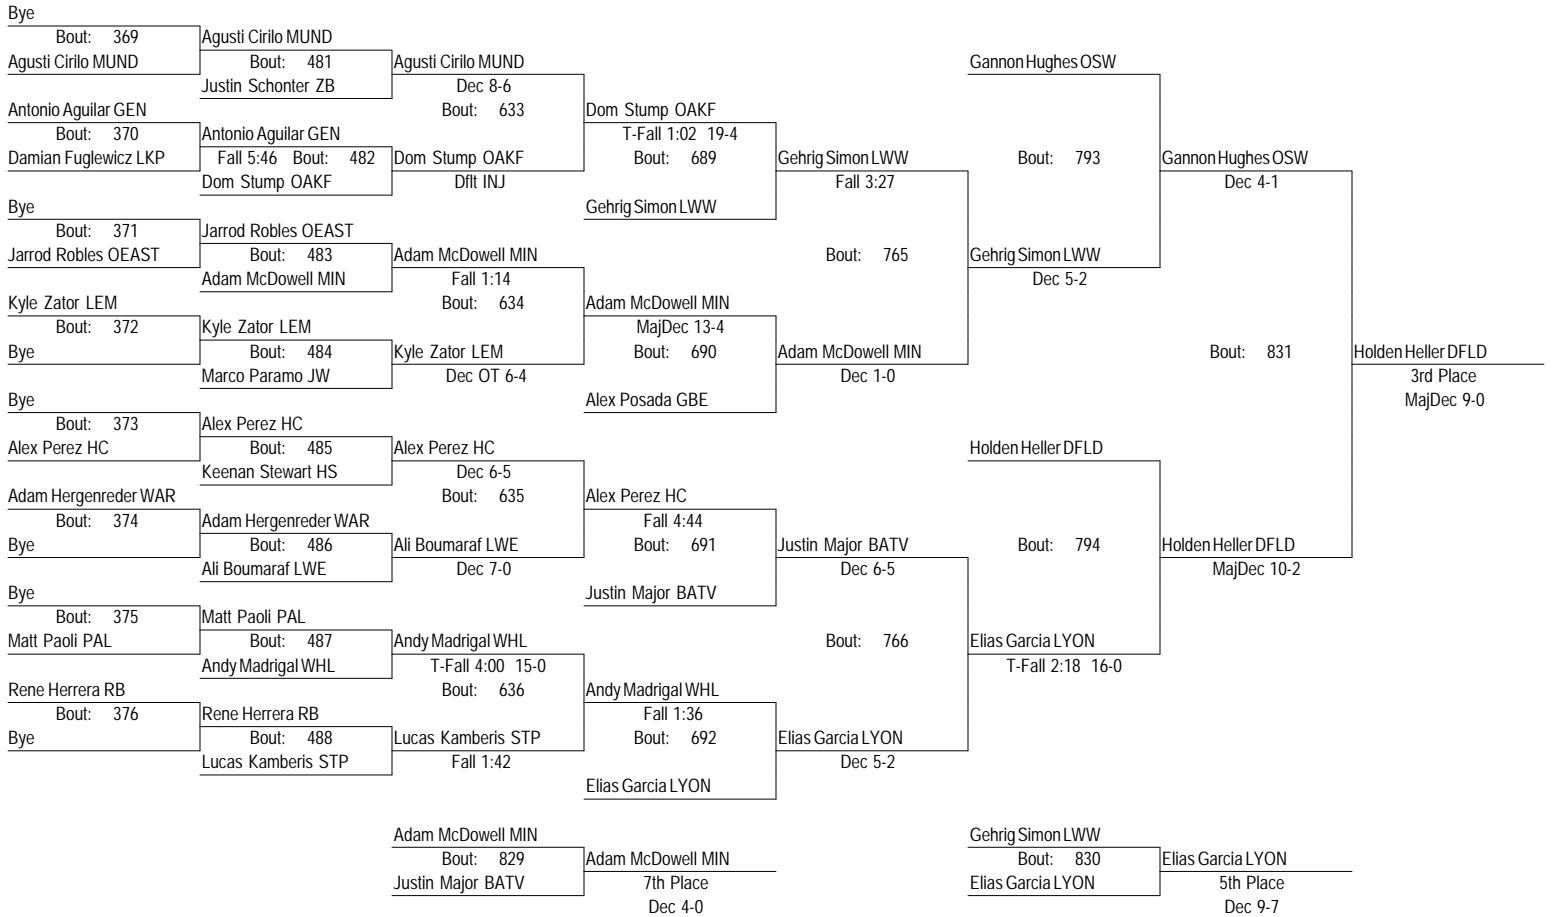 Bye
Bout: 369
Agusti Cirilo MUND
Antonio Aguilar GEN
Bout: 370
Damian Fuglewicz LKP
Bye
Bout: 371
Jarrod Robles OEAST
Kyle Zator LEM
Bout: 372
Bye
Bye
Bout: 373
Alex Perez HC
Adam Hergenreder WAR
Bout: 374
Bye
Bye
Bout: 375
Matt Paoli PAL
Rene Herrera RB
Bout: 376
Bye
Agusti Cirilo MUND
Bout: 481
Justin Schonter ZB
Antonio Aguilar GEN
Fall 5:46 Bout: 482
Dom Stump OAKF
Jarrod Robles OEAST
Bout: 483
Adam McDowell MIN
Kyle Zator LEM
Bout: 484
Marco Paramo JW
Alex Perez HC
Bout: 485
Keenan Stewart HS
Adam Hergenreder WAR
Bout: 486
Ali Boumaraf LWE
Matt Paoli PAL
Bout: 487
Andy Madrigal WHL
Rene Herrera RB
Bout: 488
Lucas Kamberis STP
Agusti Cirilo MUND
Dec 8-6
Bout: 633
Dom Stump OAKF
Dflt INJ
Adam McDowell MIN
Fall 1:14
Bout: 634
Kyle Zator LEM
Dec OT 6-4
Alex Perez HC
Dec 6-5
Bout: 635
Ali Boumaraf LWE
Dec 7-0
Andy Madrigal WHL
T-Fall 4:00 15-0
Bout: 636
Lucas Kamberis STP
Fall 1:42
Dom Stump OAKF
T-Fall 1:02 19-4
Bout: 689
Gehrig Simon LWW
Adam McDowell MIN
MajDec 13-4
Bout: 690
Alex Posada GBE
Alex Perez HC
Fall 4:44
Bout: 691
Justin Major BATV
Andy Madrigal WHL
Fall 1:36
Bout: 692
Elias Garcia LYON
Gehrig Simon LWW
Fall 3:27
Bout: 765
Adam McDowell MIN
Dec 1-0
Justin Major BATV
Dec 6-5
Bout: 766
Elias Garcia LYON
Dec 5-2
Gannon Hughes OSW
Bout: 793
Gehrig Simon LWW
Dec 5-2
Holden Heller DFLD
Bout: 794
Elias Garcia LYON
T-Fall 2:18 16-0
Gannon Hughes OSW
Dec 4-1
Bout: 831
Holden Heller DFLD
MajDec 10-2
Holden Heller DFLD
3rd Place
MajDec 9-0
Adam McDowell MIN
Bout: 829
Justin Major BATV
Adam McDowell MIN
7th Place
Dec 4-0
Gehrig Simon LWW
Bout: 830
Elias Garcia LYON
Elias Garcia LYON
5th Place
Dec 9-7